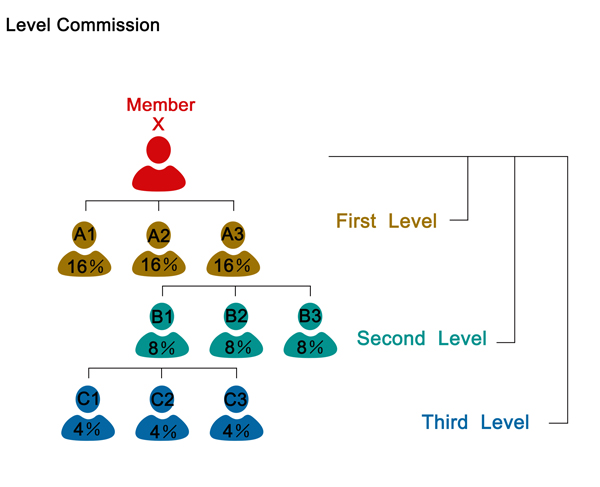 Level Commission
Member
X
A1 A2 A3
16% 16% 16%
First Level
B1 B2 B3
8% 8% 8%
Second Level
C1 C2 C3
4% 4% 4%
Third Level